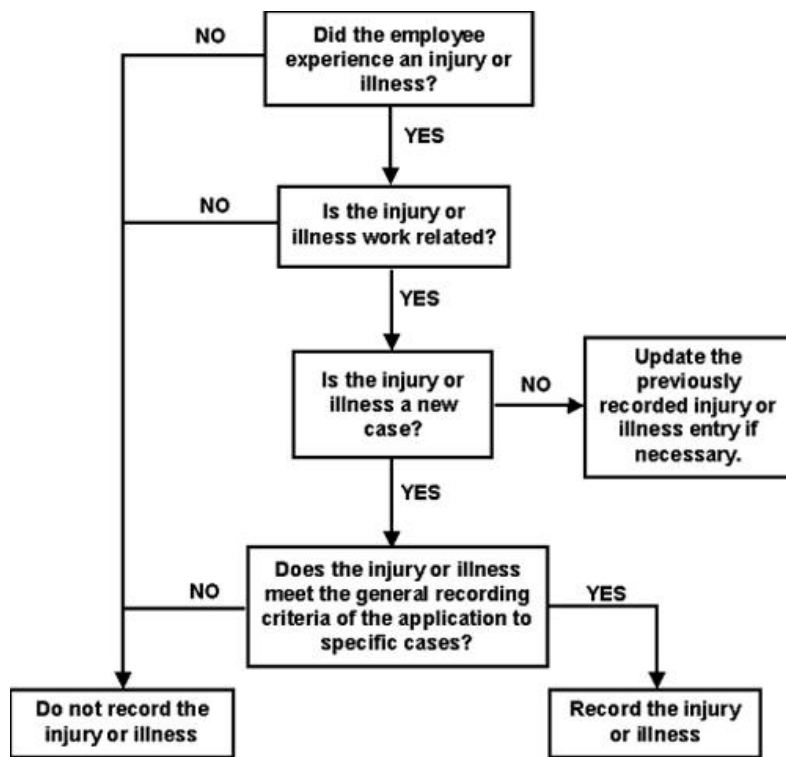 NO
Did the employee
experience an injury or
illness?
YES
NO
Is the injury or
illness work related?
YES
Is the injury or
illness a new
case?
NO
Update the
previously
recorded injury or
illness entry if
necessary.
YES
NO
Does the injury or illness
meet the general recording
criteria of the application to
specific cases?
YES
Do not record the
injury or illness
Record the injury
or illness